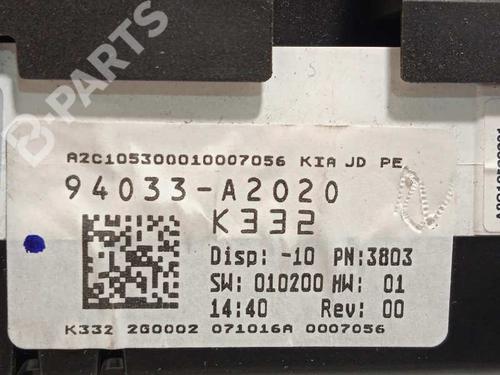 B-PARTS
A2C105300010007056 KIA JD PE
94033-A2020
K332
Disp: -10 PN:3803
SW: 010200 HW: 01
14:40 Rev: 00
K332 2G0002 071016A 0007056